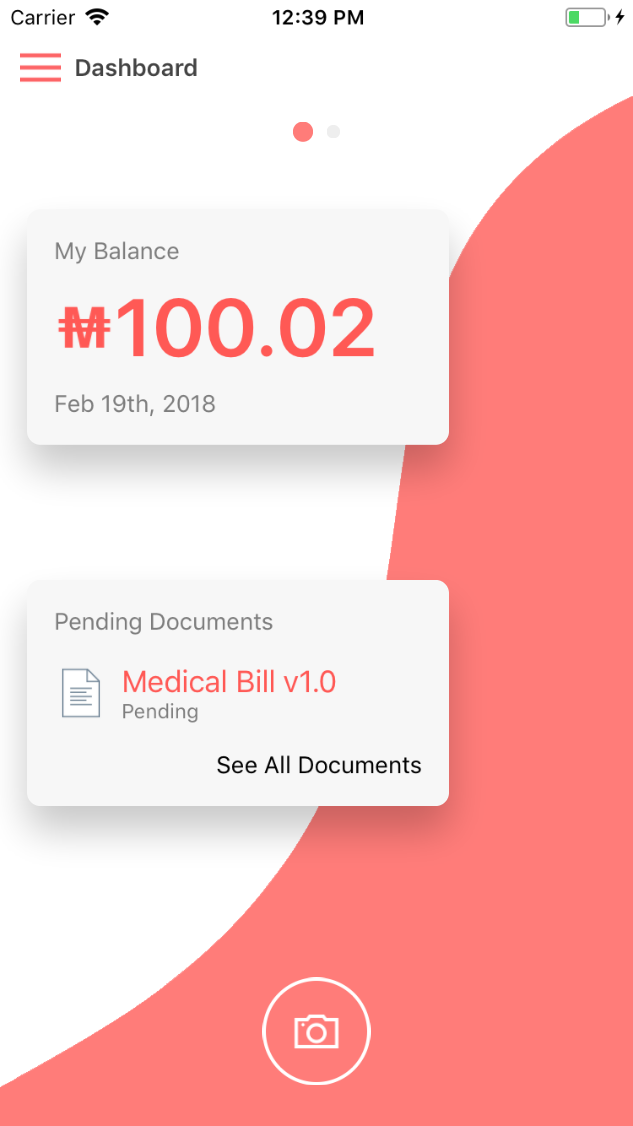 Carrier 12:39 PM
Dashboard
My Balance
₩100.02
Feb 19th, 2018
Pending Documents
Medical Bill v1.0
Pending
See All Documents